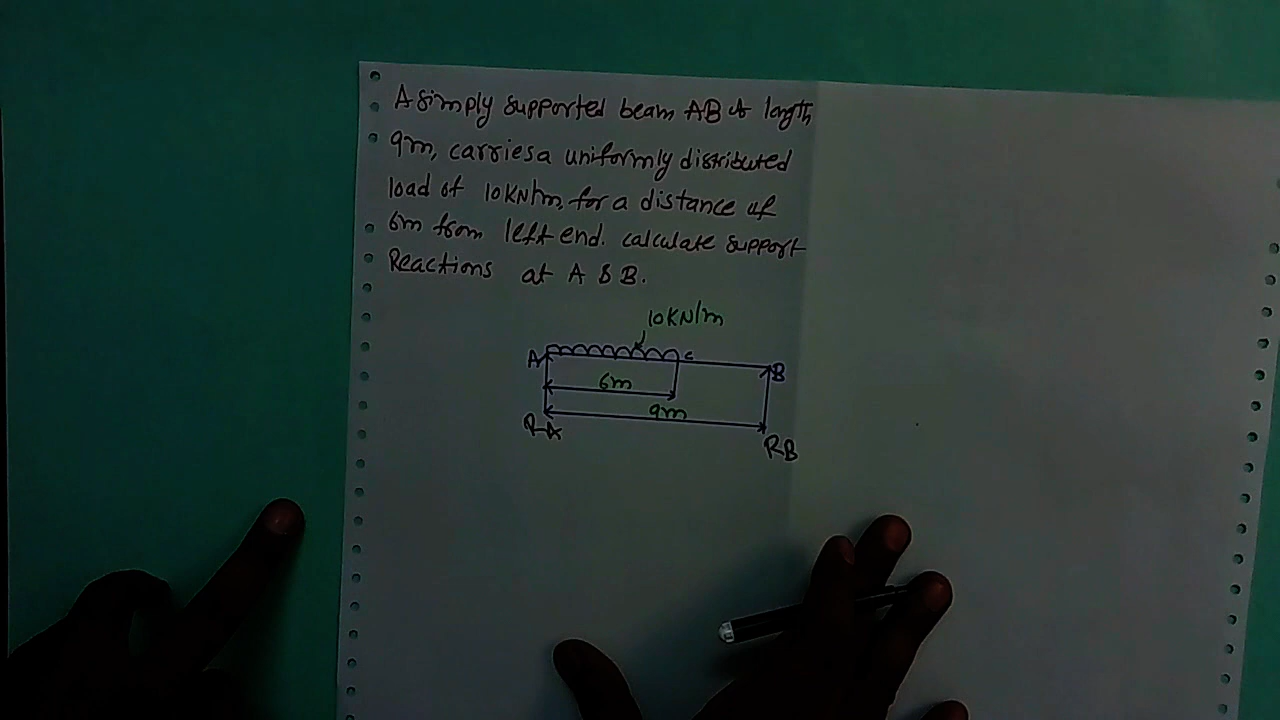 A simply supported beam AB of length
9m, carries a uniformly distributed
load of 10KN/m, for a distance of
6m from left end. calculate support
Reactions at A & B.
10KN/m
A
C
B
6m
9m
RA
RB